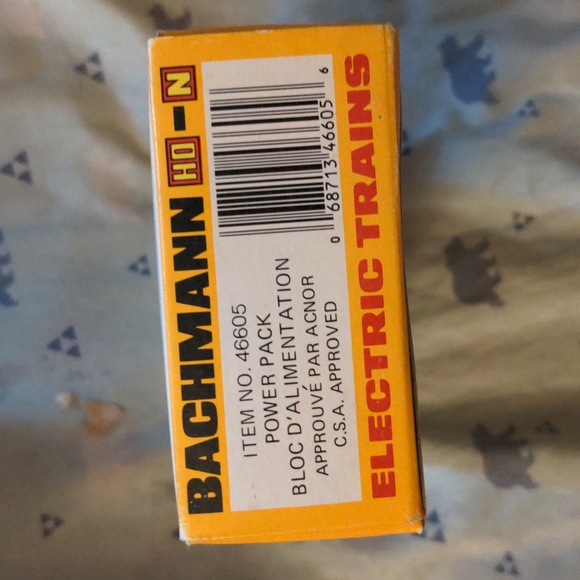 BACHMANN HO-N
ITEM NO. 46605
POWER PACK
BLOC D'ALIMENTATION
APPROUVÉ PAR ACNOR
C.S.A. APPROVED
0 68713 46605 6
ELECTRIC TRAINS